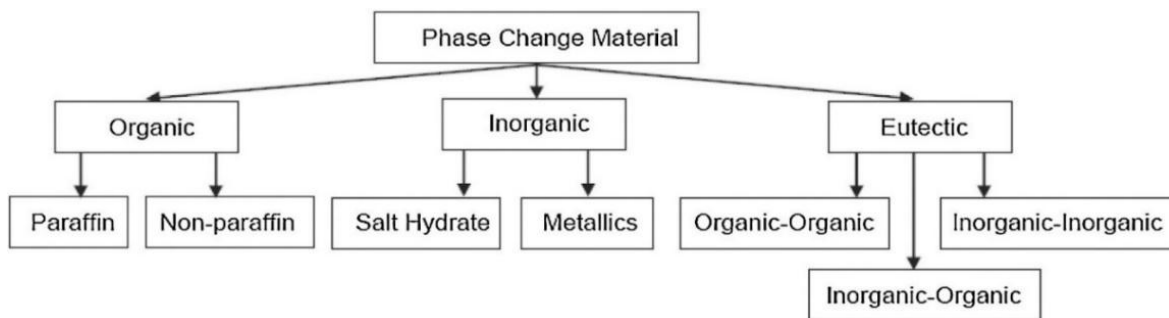 Phase Change Material
Organic
Inorganic
Eutectic
Paraffin
Non-paraffin
Salt Hydrate
Metallics
Organic-Organic
Inorganic-Inorganic
Inorganic-Organic